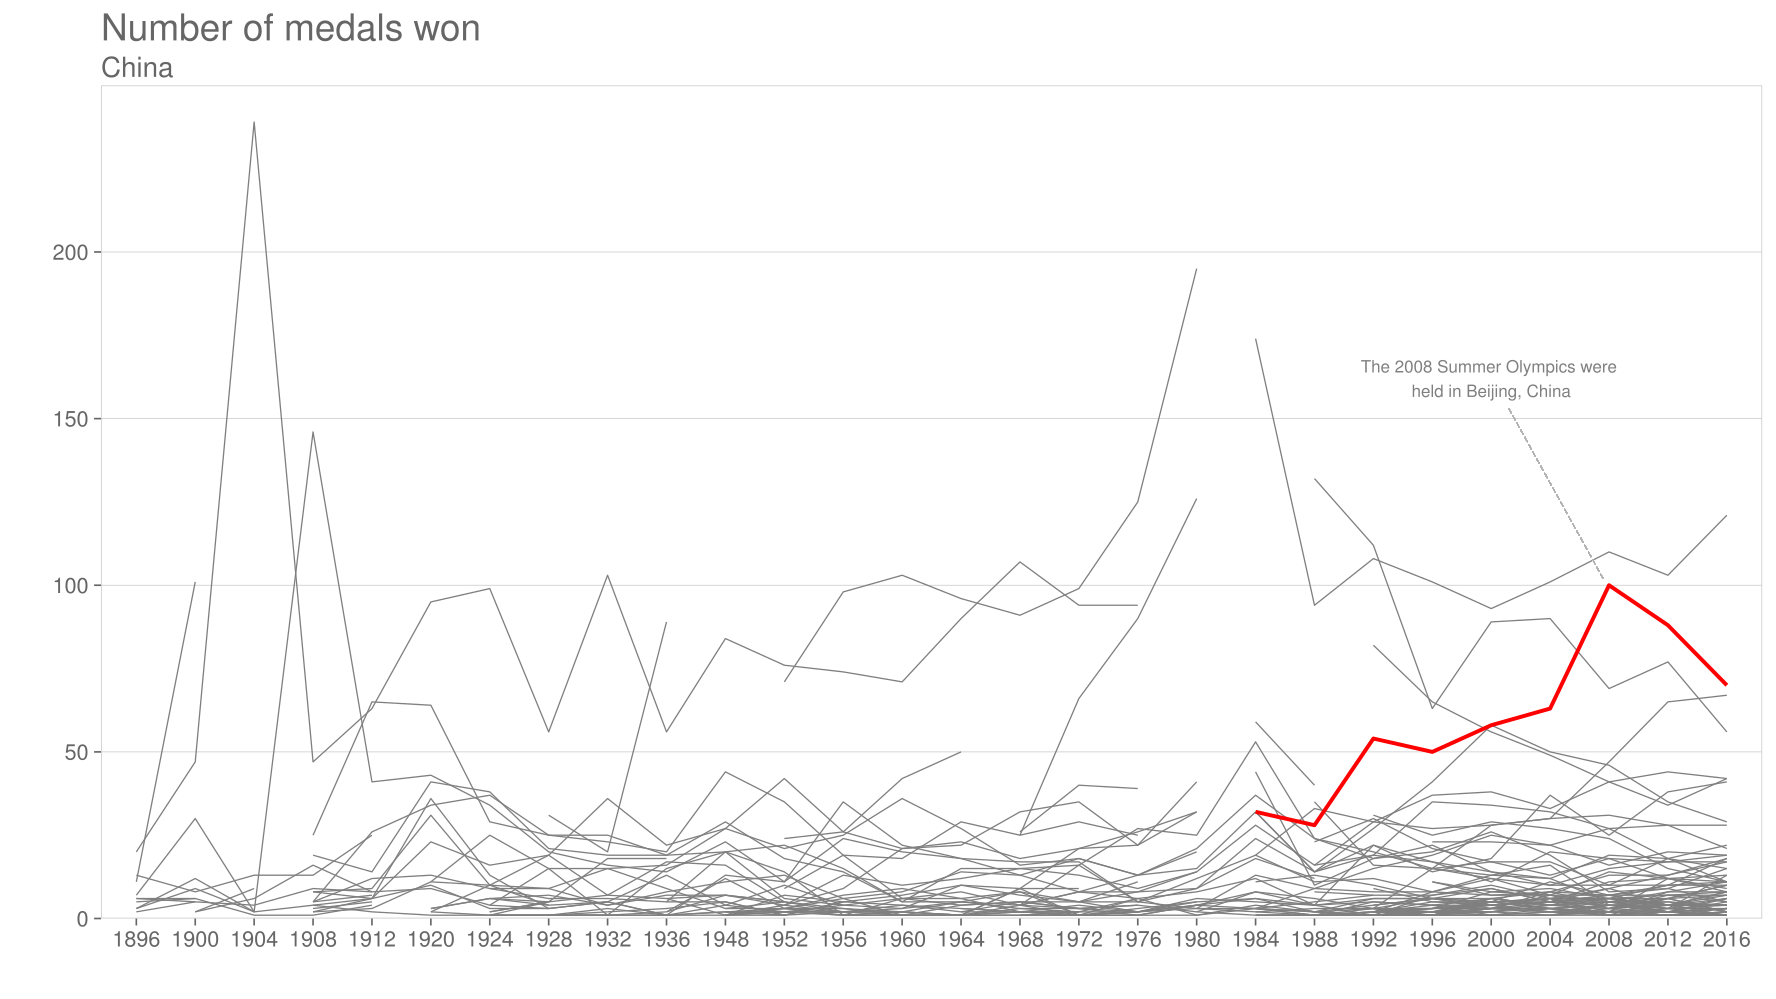 Number of medals won
China
200
150
100
50
0
The 2008 Summer Olympics were
held in Beijing, China
1896 1900 1904 1908 1912 1920 1924 1928 1932 1936 1948 1952 1956 1960 1964 1968 1972 1976 1980 1984 1988 1992 1996 2000 2004 2008 2012 2016